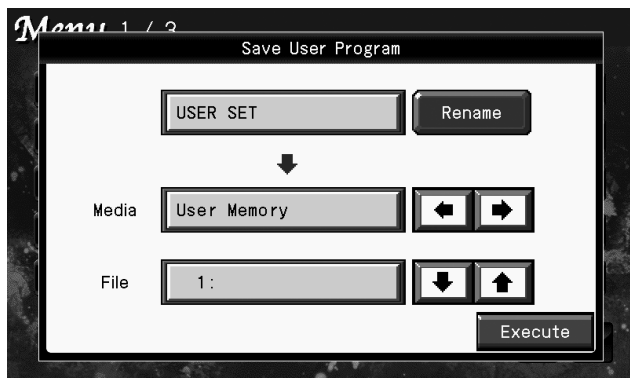 Menu 1 / 3
Save User Program
USER SET
Rename
Media
User Memory
File
1:
Execute